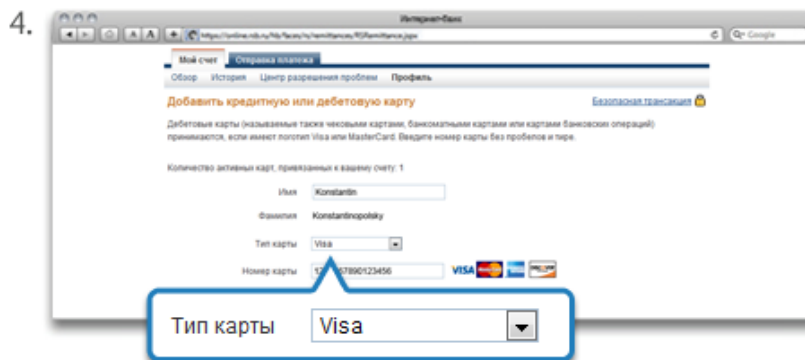 4.
Интернет-банк
A A + https://online.rsb.ru/hb/faces/rs/remittances/RSRemittance.jspx Google
Мой счет Отправка платежа
Обзор История Центр разрешения проблем Профиль
Добавить кредитную или дебетовую карту Безопасная транзакция
Дебетовые карты (называемые также чековыми картами, банкоматными картами или картами банковских операций)
принимаются, если имеют логотип Visa или MasterCard. Введите номер карты без пробелов и тире.
Количество активных карт, привязанных к вашему счету: 1
Имя Konstantin
Фамилия Konstantinopolsky
Тип карты Visa
Номер карты 57890123456 VISA
Тип карты Visa